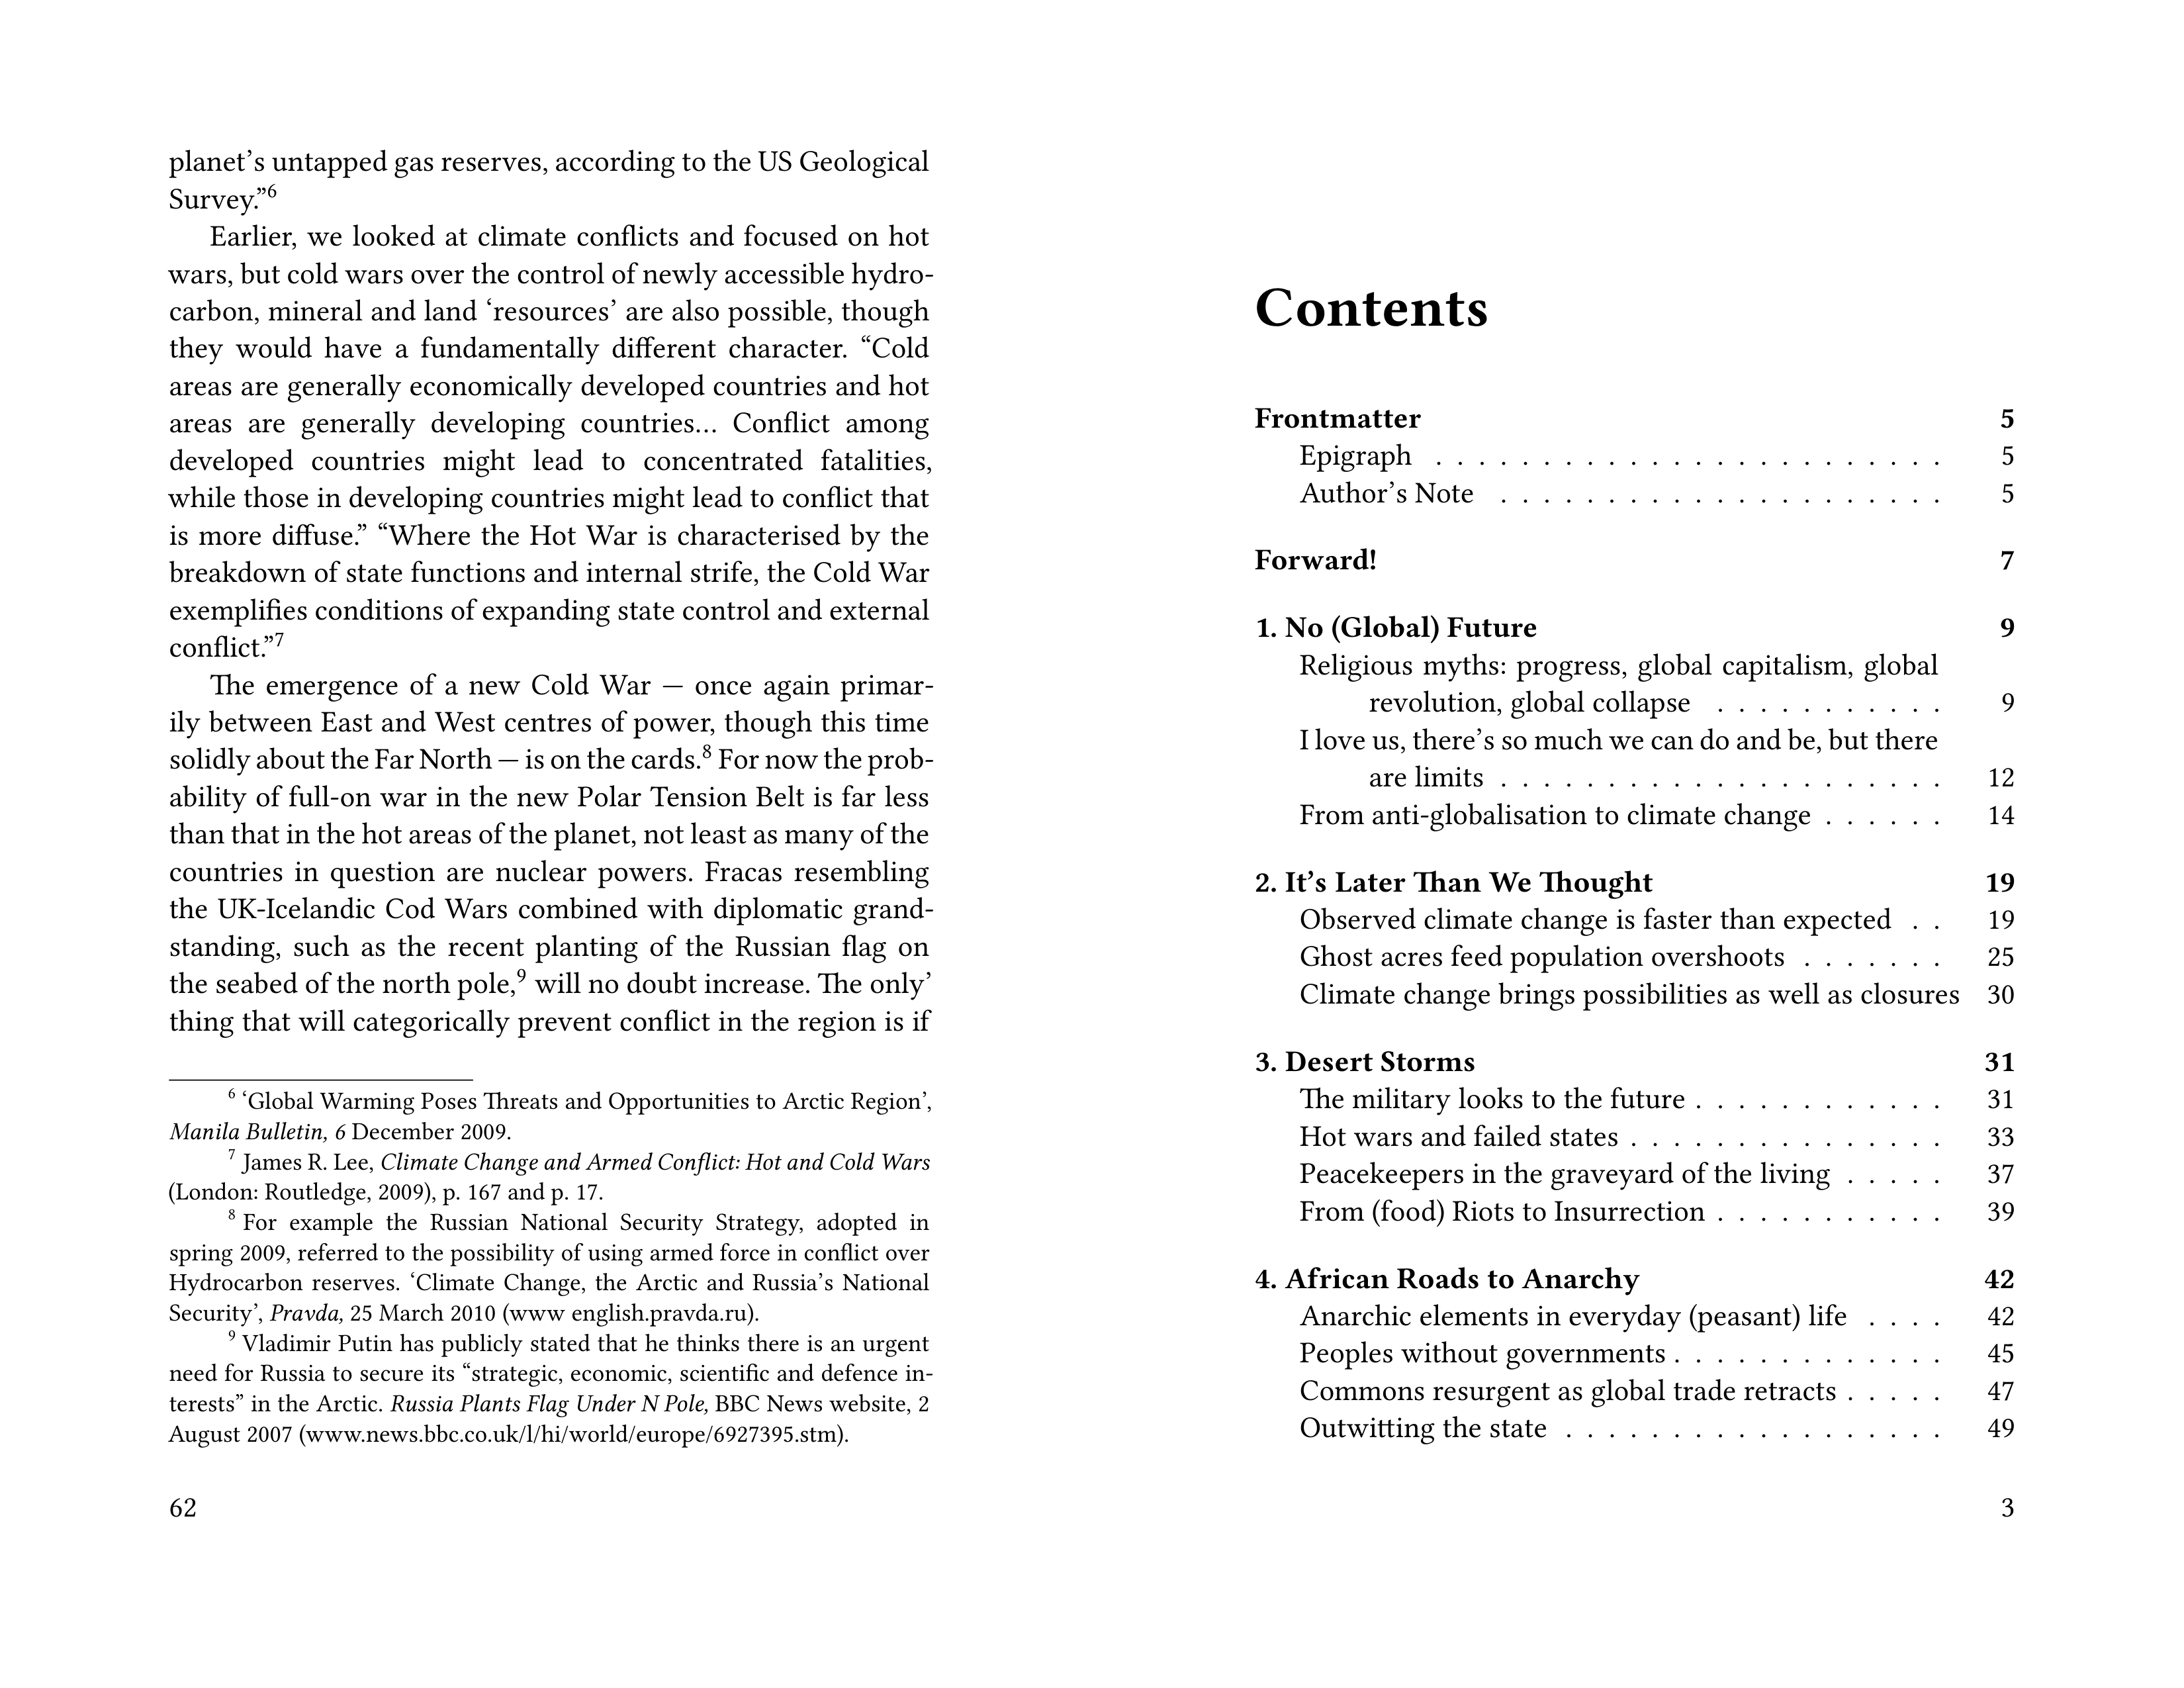 planet’s untapped gas reserves, according to the US Geological
Survey.”6
Earlier, we looked at climate conflicts and focused on hot
wars, but cold wars over the control of newly accessible hydro-
carbon, mineral and land ‘resources’ are also possible, though
they would have a fundamentally different character. “Cold
areas are generally economically developed countries and hot
areas are generally developing countries… Conflict among
developed countries might lead to concentrated fatalities,
while those in developing countries might lead to conflict that
is more diffuse.” “Where the Hot War is characterised by the
breakdown of state functions and internal strife, the Cold War
exemplifies conditions of expanding state control and external
conflict.”7
The emergence of a new Cold War — once again primar-
ily between East and West centres of power, though this time
solidly about the Far North — is on the cards.8 For now the prob-
ability of full-on war in the new Polar Tension Belt is far less
than that in the hot areas of the planet, not least as many of the
countries in question are nuclear powers. Fracas resembling
the UK-Icelandic Cod Wars combined with diplomatic grand-
standing, such as the recent planting of the Russian flag on
the seabed of the north pole,9 will no doubt increase. The only’
thing that will categorically prevent conflict in the region is if
6 ‘Global Warming Poses Threats and Opportunities to Arctic Region’,
Manila Bulletin, 6 December 2009.
7 James R. Lee, Climate Change and Armed Conflict: Hot and Cold Wars
(London: Routledge, 2009), p. 167 and p. 17.
8 For example the Russian National Security Strategy, adopted in
spring 2009, referred to the possibility of using armed force in conflict over
Hydrocarbon reserves. ‘Climate Change, the Arctic and Russia’s National
Security’, Pravda, 25 March 2010 (www english.pravda.ru).
9 Vladimir Putin has publicly stated that he thinks there is an urgent
need for Russia to secure its “strategic, economic, scientific and defence in-
terests” in the Arctic. Russia Plants Flag Under N Pole, BBC News website, 2
August 2007 (www.news.bbc.co.uk/l/hi/world/europe/6927395.stm).
62
Contents
Frontmatter 5
Epigraph . . . . . . . . . . . . . . . . . . . . . . . . 5
Author’s Note . . . . . . . . . . . . . . . . . . . . . 5
Forward! 7
1. No (Global) Future 9
Religious myths: progress, global capitalism, global
revolution, global collapse . . . . . . . . . . . 9
I love us, there’s so much we can do and be, but there
are limits . . . . . . . . . . . . . . . . . . . . . 12
From anti-globalisation to climate change . . . . . . 14
2. It’s Later Than We Thought 19
Observed climate change is faster than expected . . 19
Ghost acres feed population overshoots . . . . . . . 25
Climate change brings possibilities as well as closures 30
3. Desert Storms 31
The military looks to the future . . . . . . . . . . . . 31
Hot wars and failed states . . . . . . . . . . . . . . . 33
Peacekeepers in the graveyard of the living . . . . . 37
From (food) Riots to Insurrection . . . . . . . . . . . 39
4. African Roads to Anarchy 42
Anarchic elements in everyday (peasant) life . . . . 42
Peoples without governments . . . . . . . . . . . . . 45
Commons resurgent as global trade retracts . . . . . 47
Outwitting the state . . . . . . . . . . . . . . . . . . 49
3